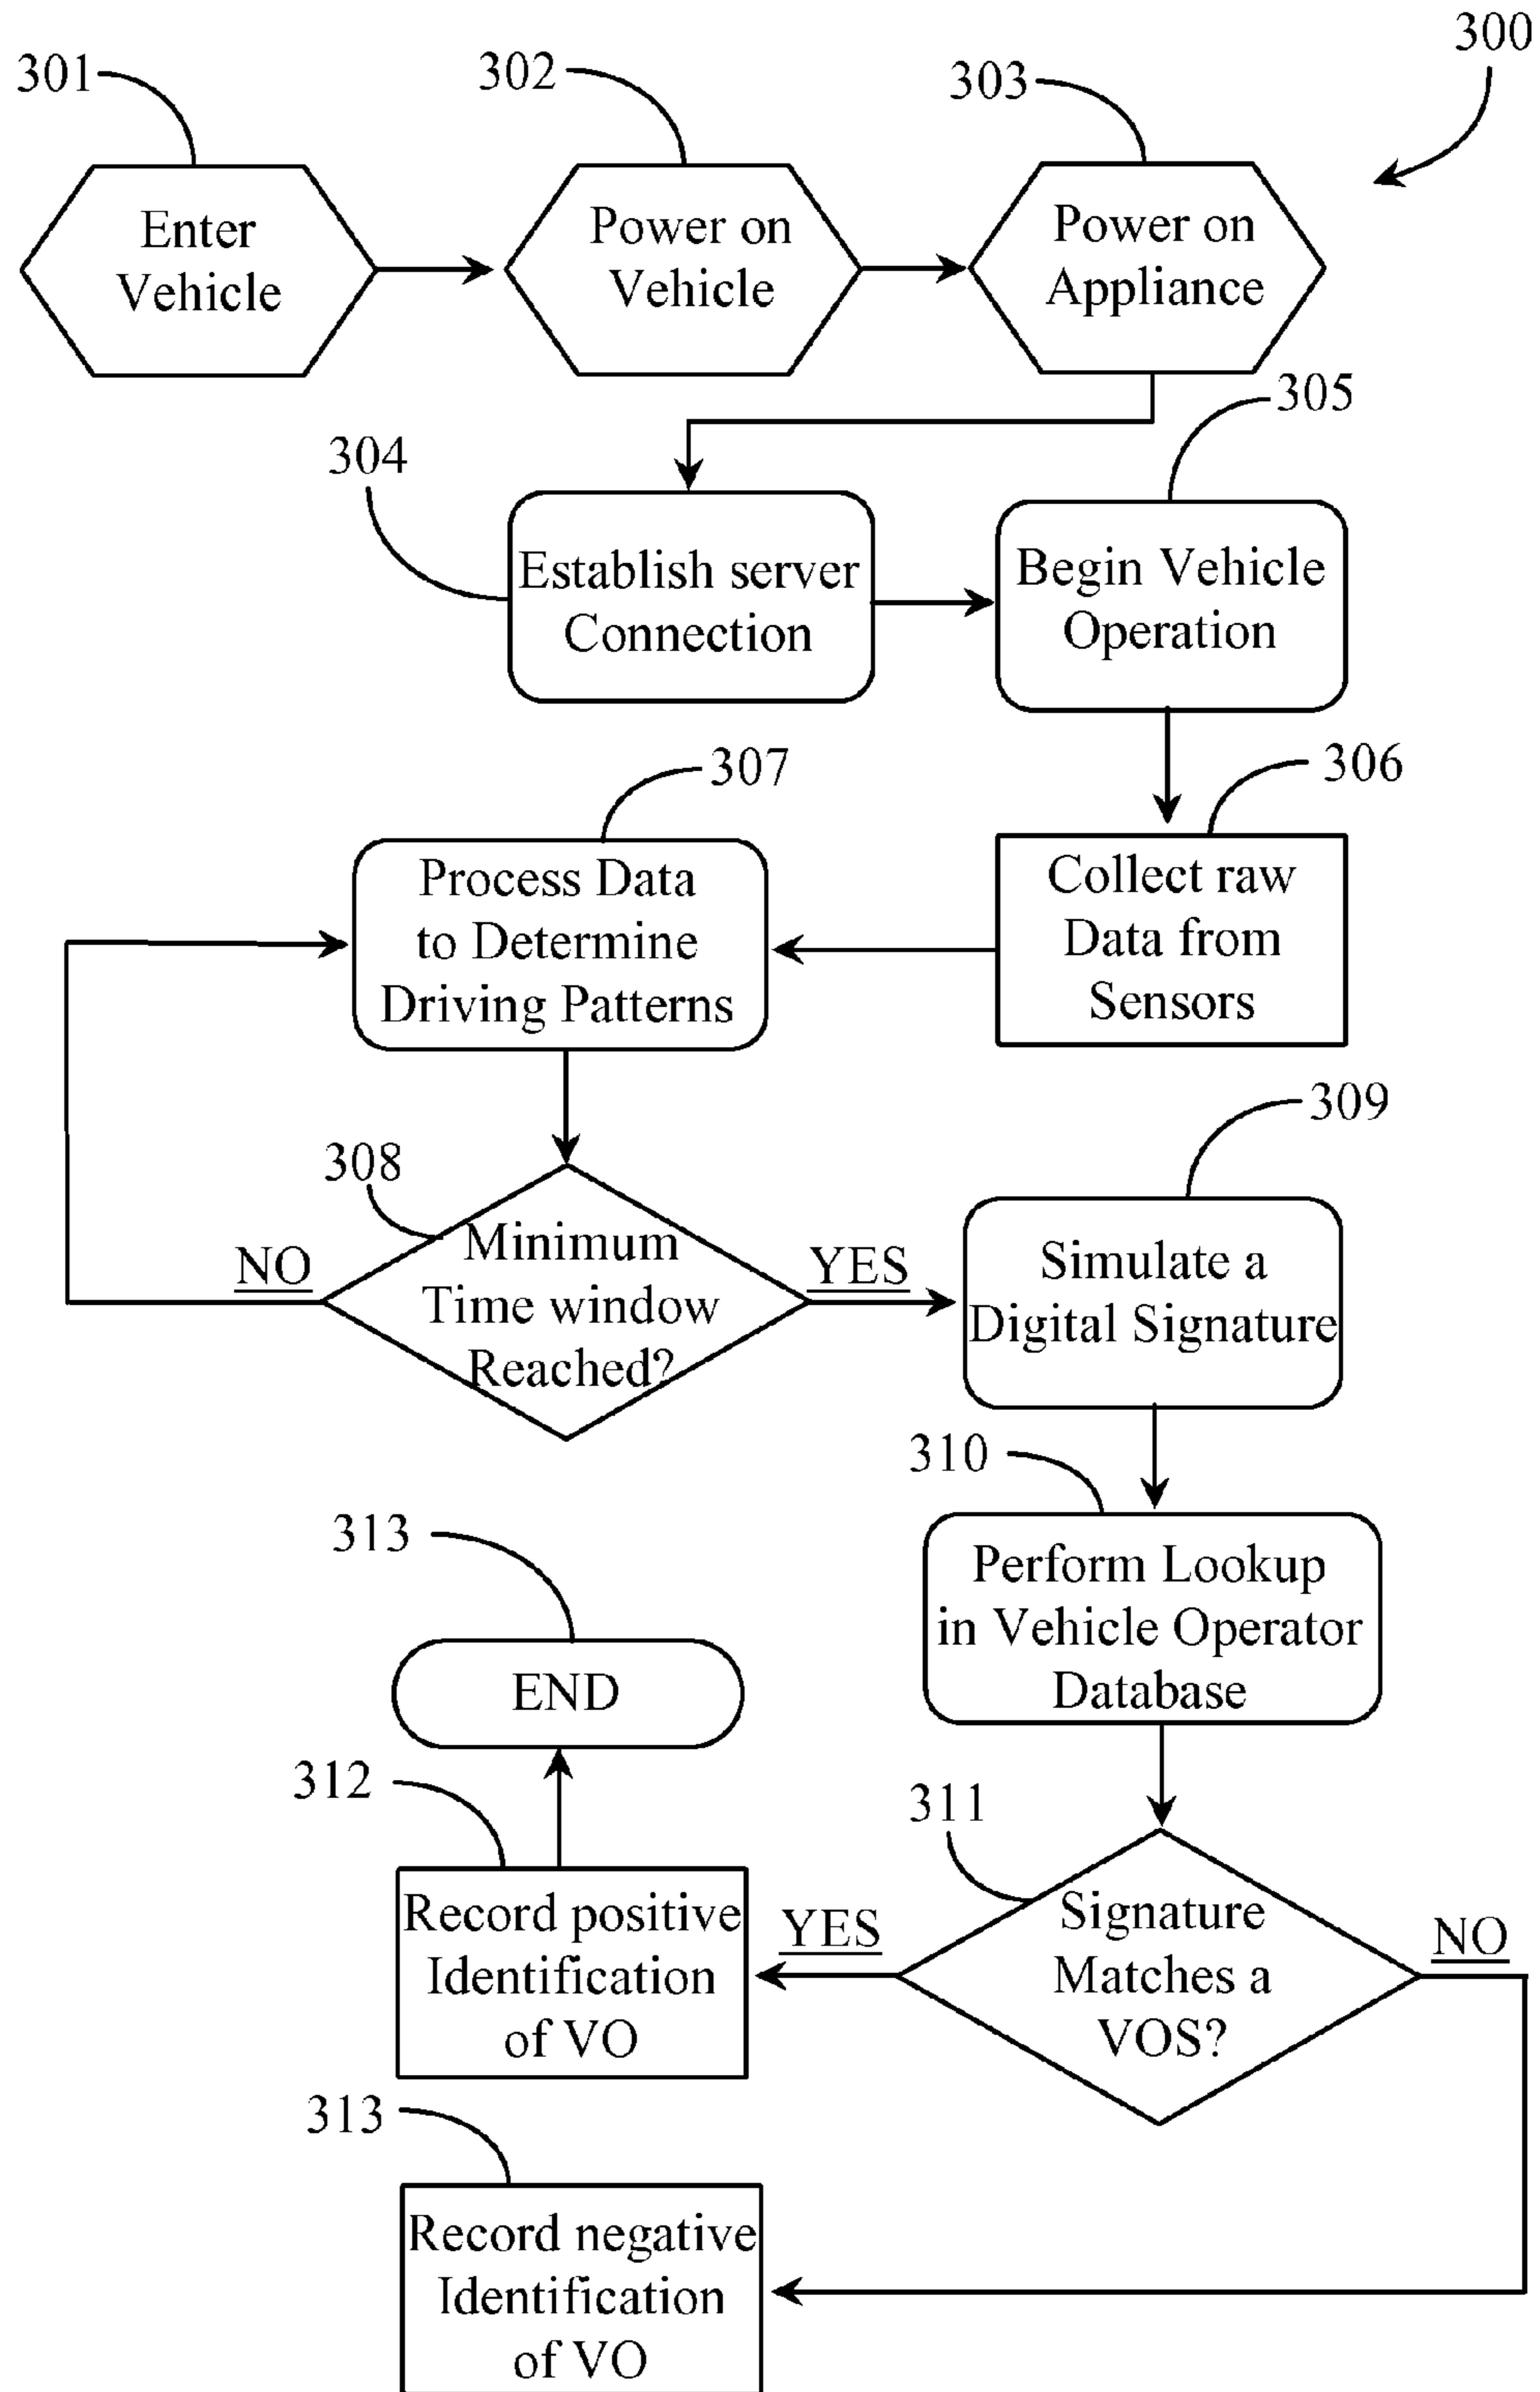 300
301
302
303
Enter
Vehicle
Power on
Vehicle
Power on
Appliance
304
305
Establish server
Connection
Begin Vehicle
Operation
307
306
Process Data
to Determine
Driving Patterns
Collect raw
Data from
Sensors
308
309
NO
Minimum
Time window
Reached?
YES
Simulate a
Digital Signature
310
313
Perform Lookup
in Vehicle Operator
Database
END
312
311
Record positive
Identification
of VO
YES
Signature
Matches a
VOS?
NO
313
Record negative
Identification
of VO